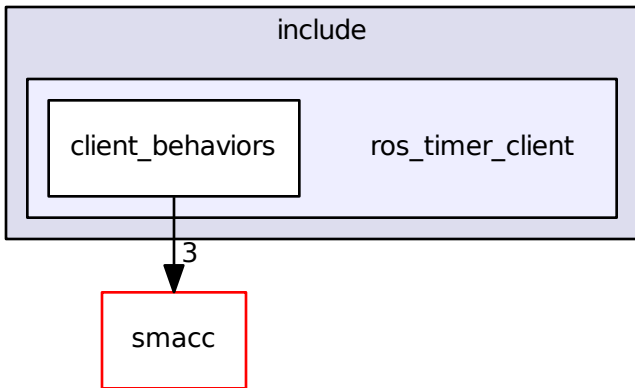 include
client_behaviors
ros_timer_client
3
smacc